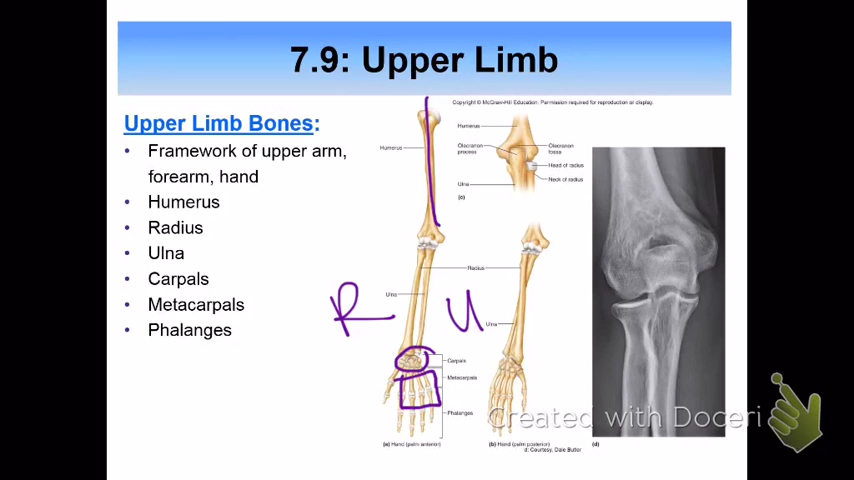 7.9: Upper Limb
Copyright © McGraw-Hill Education. Permission required for reproduction or display.
Upper Limb Bones:
• Framework of upper arm,
forearm, hand
• Humerus
• Radius
• Ulna
• Carpals
• Metacarpals
• Phalanges
Humerus
Ulna
R
U
Radius
Ulna
Carpals
Metacarpals
Phalanges
(a) Hand (palm anterior)
(b) Hand (palm posterior)
Humerus
Olecranon
process
Olecranon
fossa
Head of radius
Neck of radius
Ulna
(c)
(d)
d: Courtesy, Dale Butler
Created with Doceri